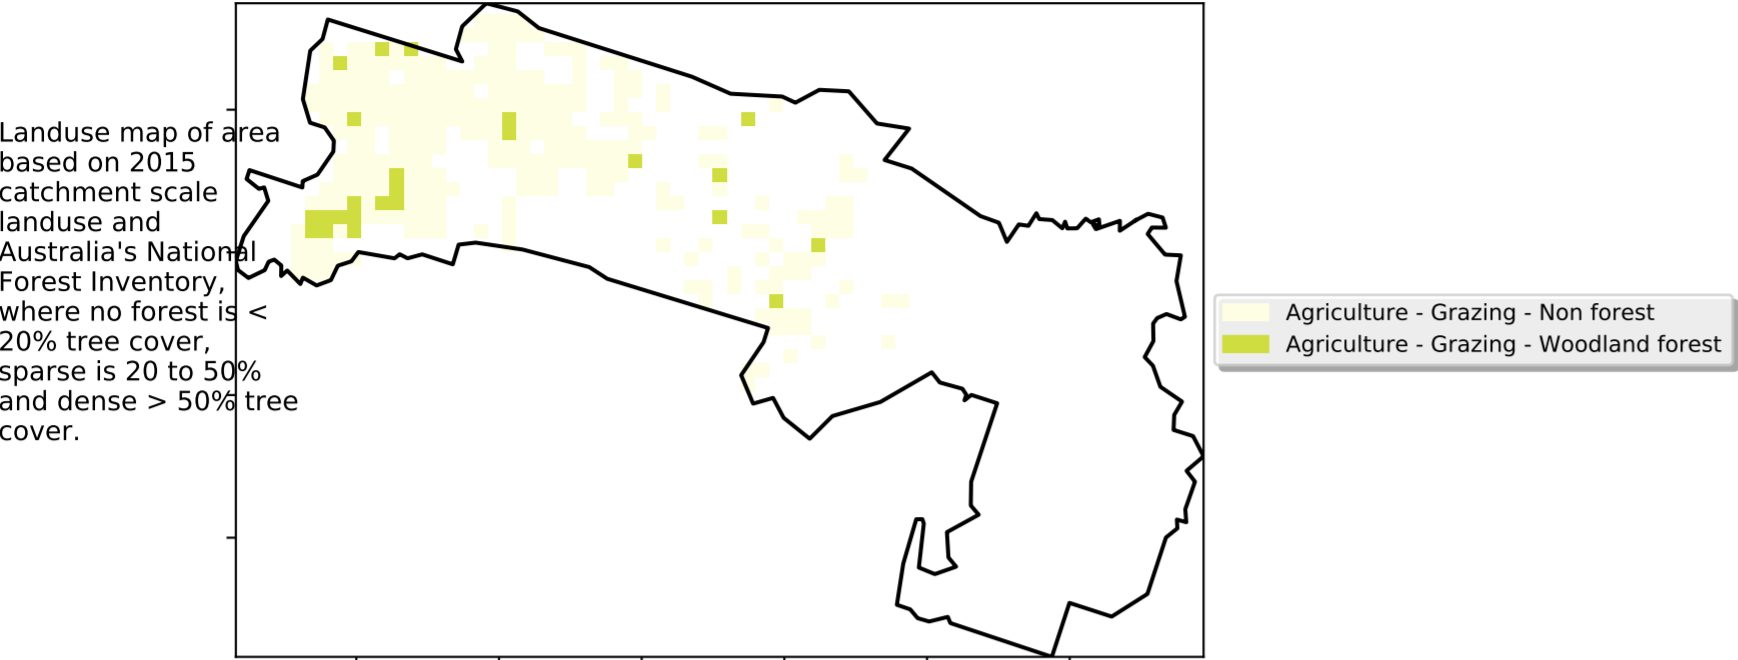 Landuse map of area
based on 2015
catchment scale
landuse and
Australia's National
Forest Inventory,
where no forest is <
20% tree cover,
sparse is 20 to 50%
and dense > 50% tree
cover.
Agriculture - Grazing - Non forest
Agriculture - Grazing - Woodland forest